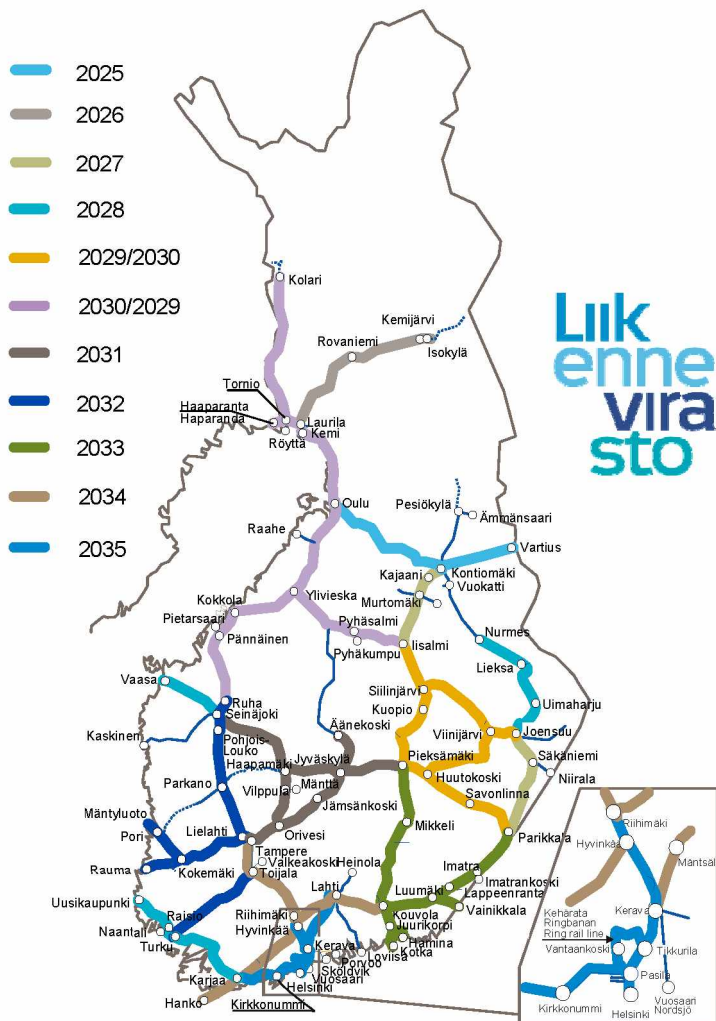 2025
2026
2027
2028
2029/2030
2030/2029
2031
2032
2033
2034
2035
Liik
enne
vira
sto
Kolari
Kemijärvi
Rovaniemi
Isokylä
Tornio
Haaparanta
Haparanda
Laurila
Kemi
Röyttä
Oulu
Pesiökylä
Ämmänsaari
Raahe
Vartius
Kontiomäki
Kajaani
Vuokatti
Murtomäki
Ylivieska
Kokkola
Pietarsaari
Pännäinen
Pyhäsalmi
Pyhäkumpu
Iisalmi
Nurmes
Lieksa
Vaasa
Siilinjärvi
Kuopio
Uimaharju
Ruha
Seinäjoki
Viinijärvi
Joensuu
Kaskinen
Pohjois-
Louko
Äänekoski
Haapamäki
Jyväskylä
Pieksämäki
Säkäniemi
Huutokoski
Niirala
Parkano
Vilppula
Mänttä
Jämsänkoski
Savonlinna
Mäntyluoto
Pori
Lielahti
Orivesi
Mikkeli
Parikkala
Tampere
Valkeakoski
Heinola
Rauma
Kokemäki
Toijala
Imatra
Imatrankoski
Lahti
Luumäki
Lappeenranta
Vainikkala
Uusikaupunki
Raisio
Naantali
Turku
Riihimäki
Hyvinkää
Kouvola
Juurikorpi
Hamina
Kotka
Loviisa
Kerava
Porvoo
Sköldvik
Vuosaari
Karjaa
Helsinki
Hanko
Kirkkonummi
Riihimäki
Hyvinkää
Mäntsäl
Kerava
Kehärata
Ringbanan
Ring rail line
Vantaankoski
Tikkurila
Pasila
Kirkkonummi
Helsinki
Vuosaari
Nordsjö